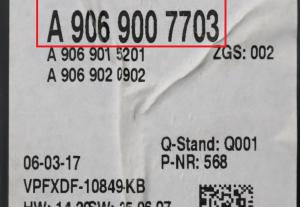 A 906 900 7703
A 906 901 5201 ZGS: 002
A 906 902 0902
Q-Stand: Q001
06-03-17 P-NR: 568
VPFXDF-10849-KB